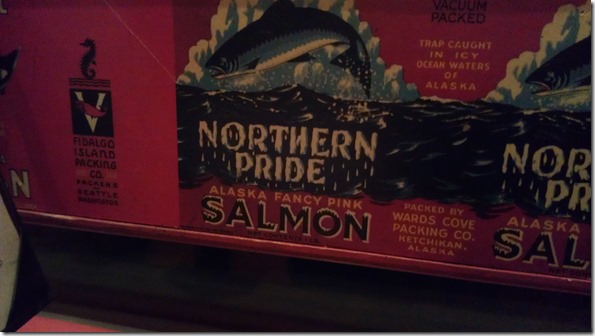 VACUUM
PACKED
TRAP CAUGHT
IN ICY
OCEAN WATERS
OF
ALASKA
V
FIDALGO
ISLAND
PACKING
CO.
PACKERS
SEATTLE
WASHINGTON
N
NORTHERN
PRIDE
ALASKA FANCY PINK
SALMON
PACKED BY
WARDS COVE
PACKING CO.
KETCHIKAN,
ALASKA
NOR
PR
ALASKA
SAL